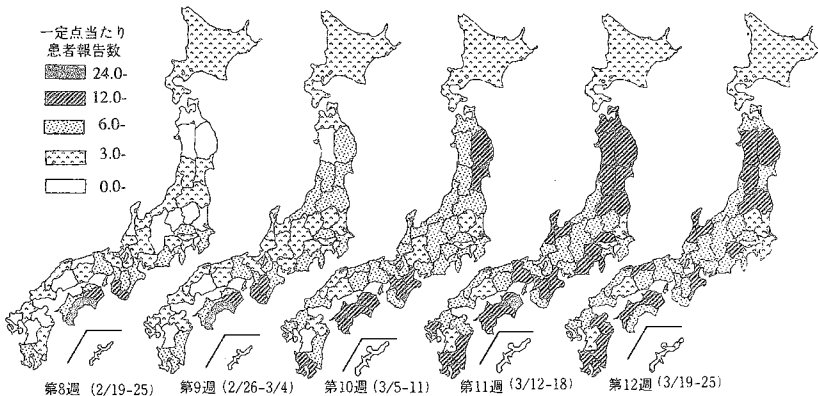 一定点当たり
患者報告数
24.0-
12.0-
6.0-
3.0-
0.0-
第8週 (2/19-25)
第9週 (2/26-3/4)
第10週 (3/5-11)
第11週 (3/12-18)
第12週 (3/19-25)